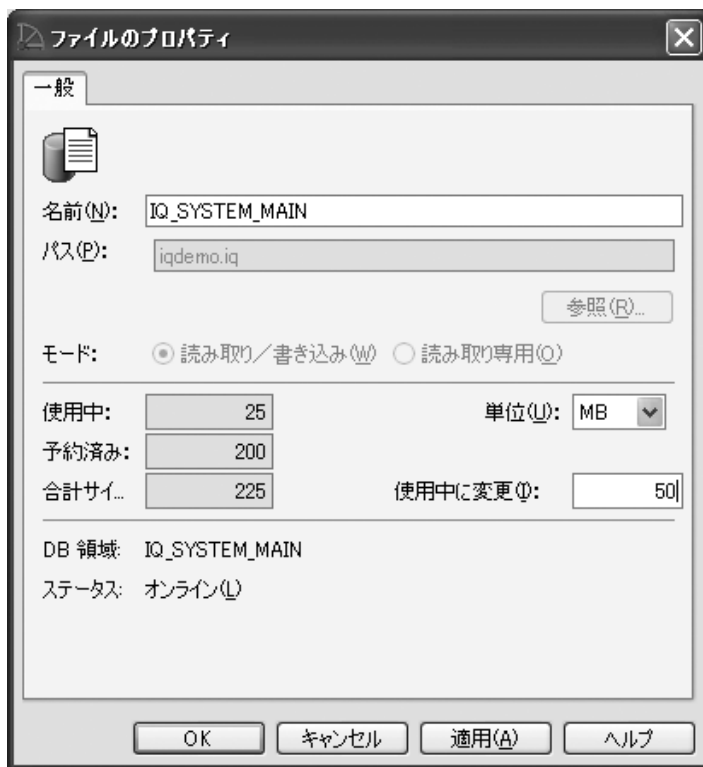 ファイルのプロパティ
一般
名前(N): IQ_SYSTEM_MAIN
パス(P): iqdemo.iq
参照(R)...
モード: 読み取り/書き込み(W) 読み取り専用(O)
使用中: 25 単位(U): MB
予約済み: 200
合計サイ... 225 使用中に変更(I): 50
DB 領域: IQ_SYSTEM_MAIN
ステータス: オンライン(L)
OK キャンセル 適用(A) ヘルプ